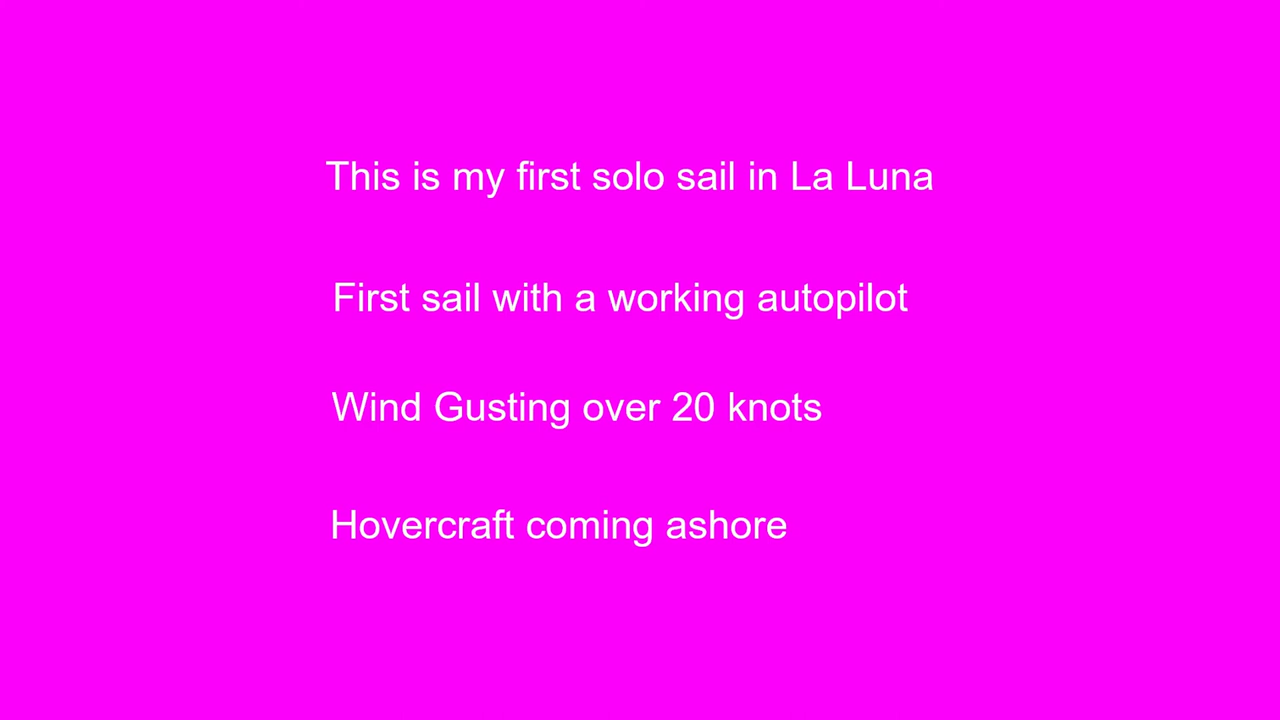 This is my first solo sail in La Luna
First sail with a working autopilot
Wind Gusting over 20 knots
Hovercraft coming ashore